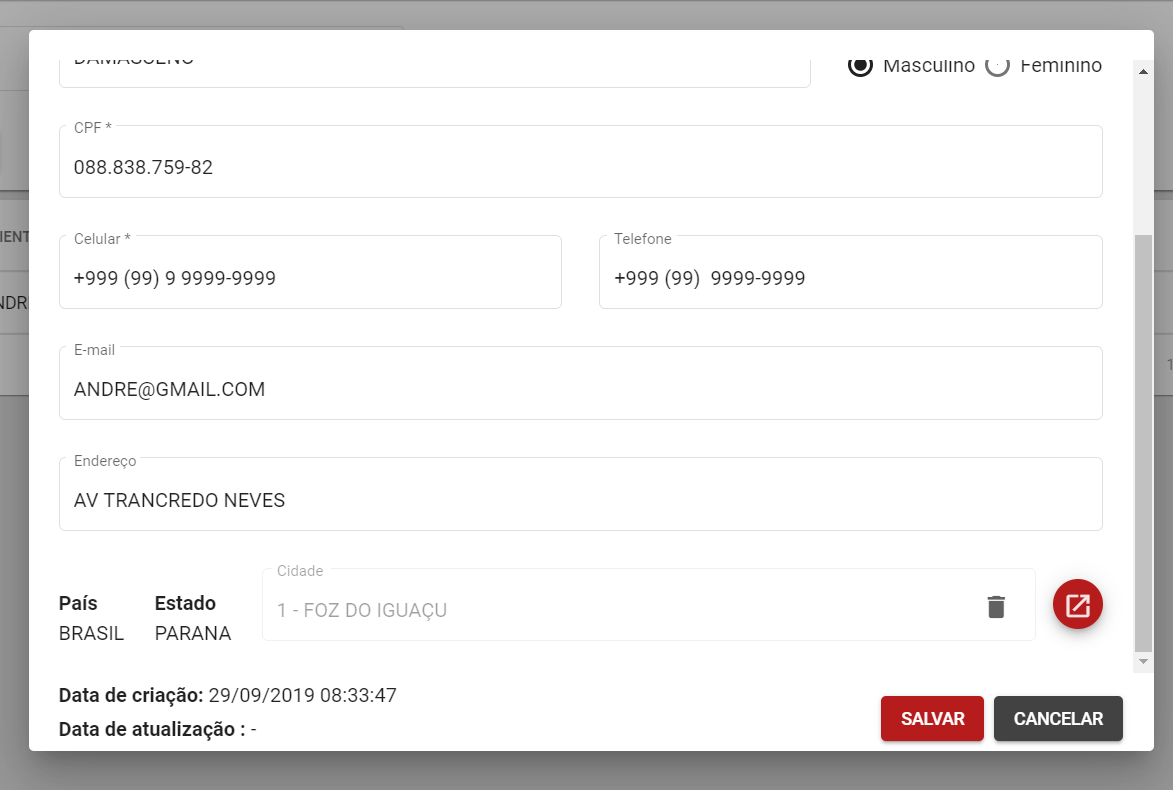 DAMASCENO
Masculino Feminino
CPF *
088.838.759-82
Celular * Telefone
+999 (99) 9 9999-9999 +999 (99) 9999-9999
E-mail
ANDRE@GMAIL.COM
Endereço
AV TRANCREDO NEVES
Cidade
País Estado
1 - FOZ DO IGUAÇU
BRASIL PARANA
Data de criação: 29/09/2019 08:33:47
Data de atualização : -
SALVAR CANCELAR